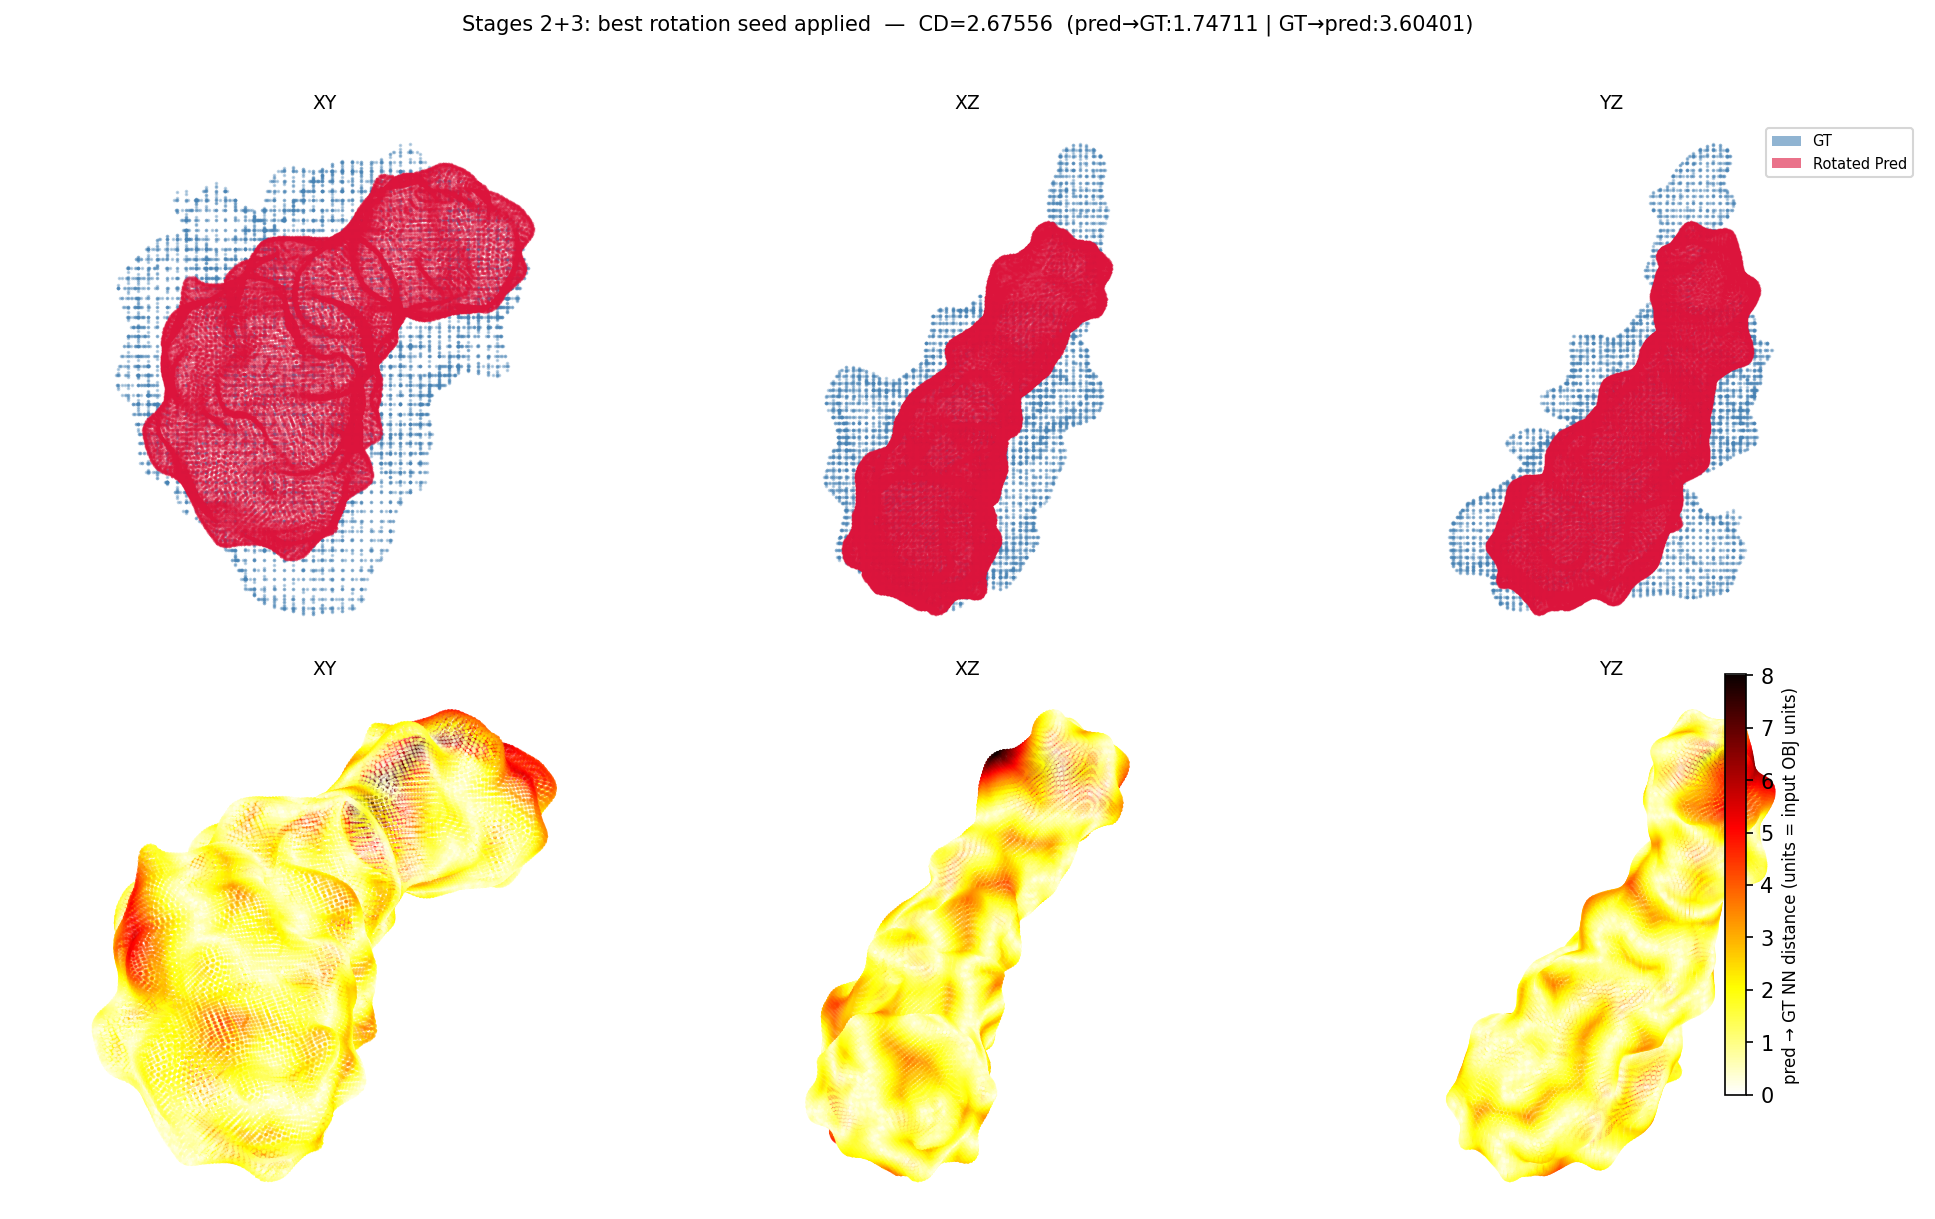 Stages 2+3: best rotation seed applied  —  CD=2.67556  (pred→GT:1.74711 | GT→pred:3.60401)
XY
XZ
YZ
GT
Rotated Pred
XY
XZ
YZ
8
7
6
5
4
3
2
1
0
pred → GT NN distance (units = input OBJ units)